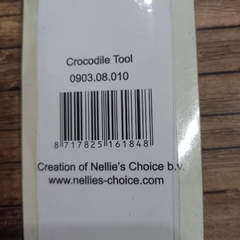 Crocodile Tool
0903.08.010
8 717825 161848
Creation of Nellie's Choice b.v.
www.nellies-choice.com